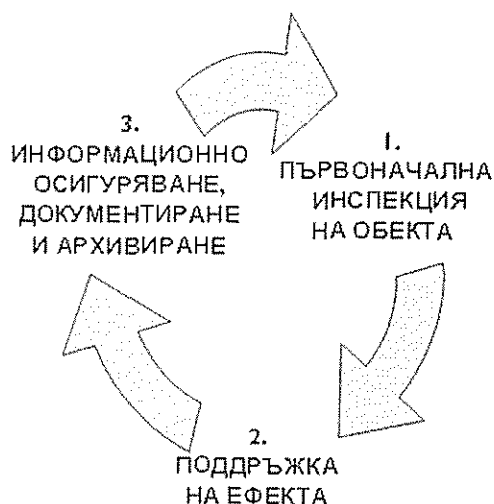 1.
ПЪРВОНАЧАЛНА
ИНСПЕКЦИЯ
НА ОБЕКТА
2.
ПОДДРЪЖКА
НА ЕФЕКТА
3.
ИНФОРМАЦИОННО
ОСИГУРЯВАНЕ,
ДОКУМЕНТИРАНЕ
И АРХИВИРАНЕ